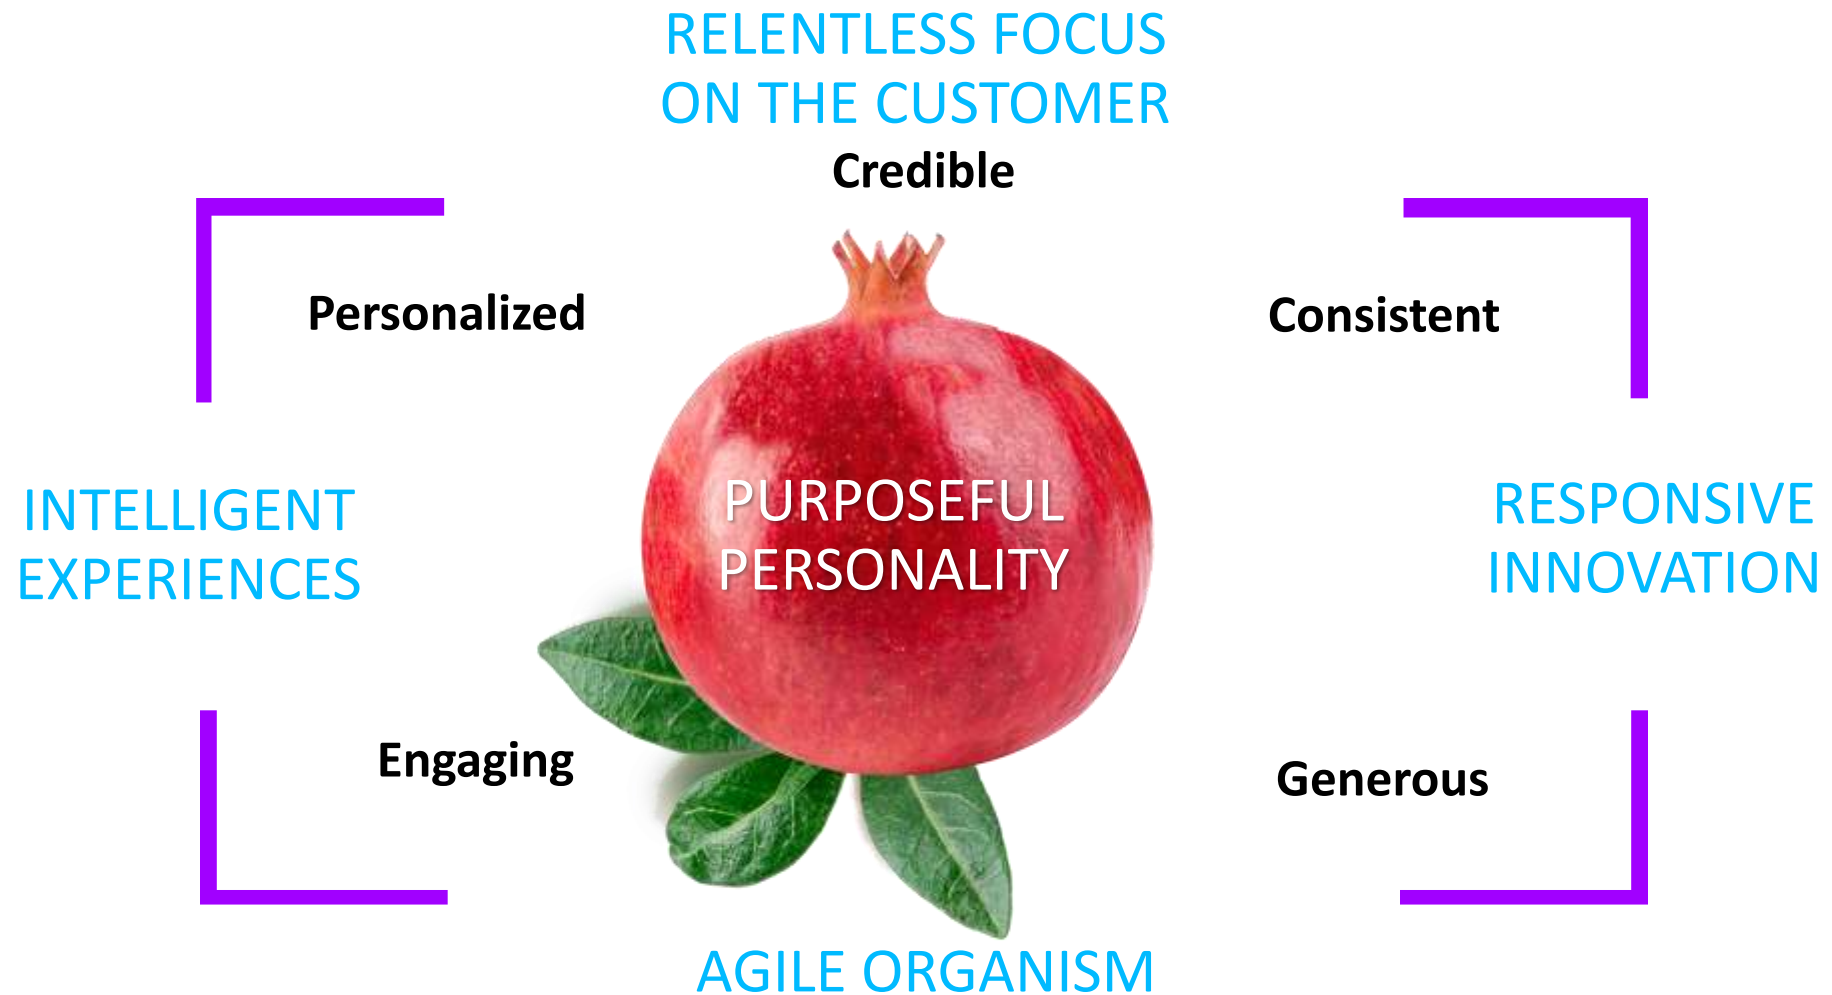 RELENTLESS FOCUS
ON THE CUSTOMER
Credible
Personalized
Consistent
INTELLIGENT
EXPERIENCES
PURPOSEFUL
PERSONALITY
RESPONSIVE
INNOVATION
Engaging
Generous
AGILE ORGANISM